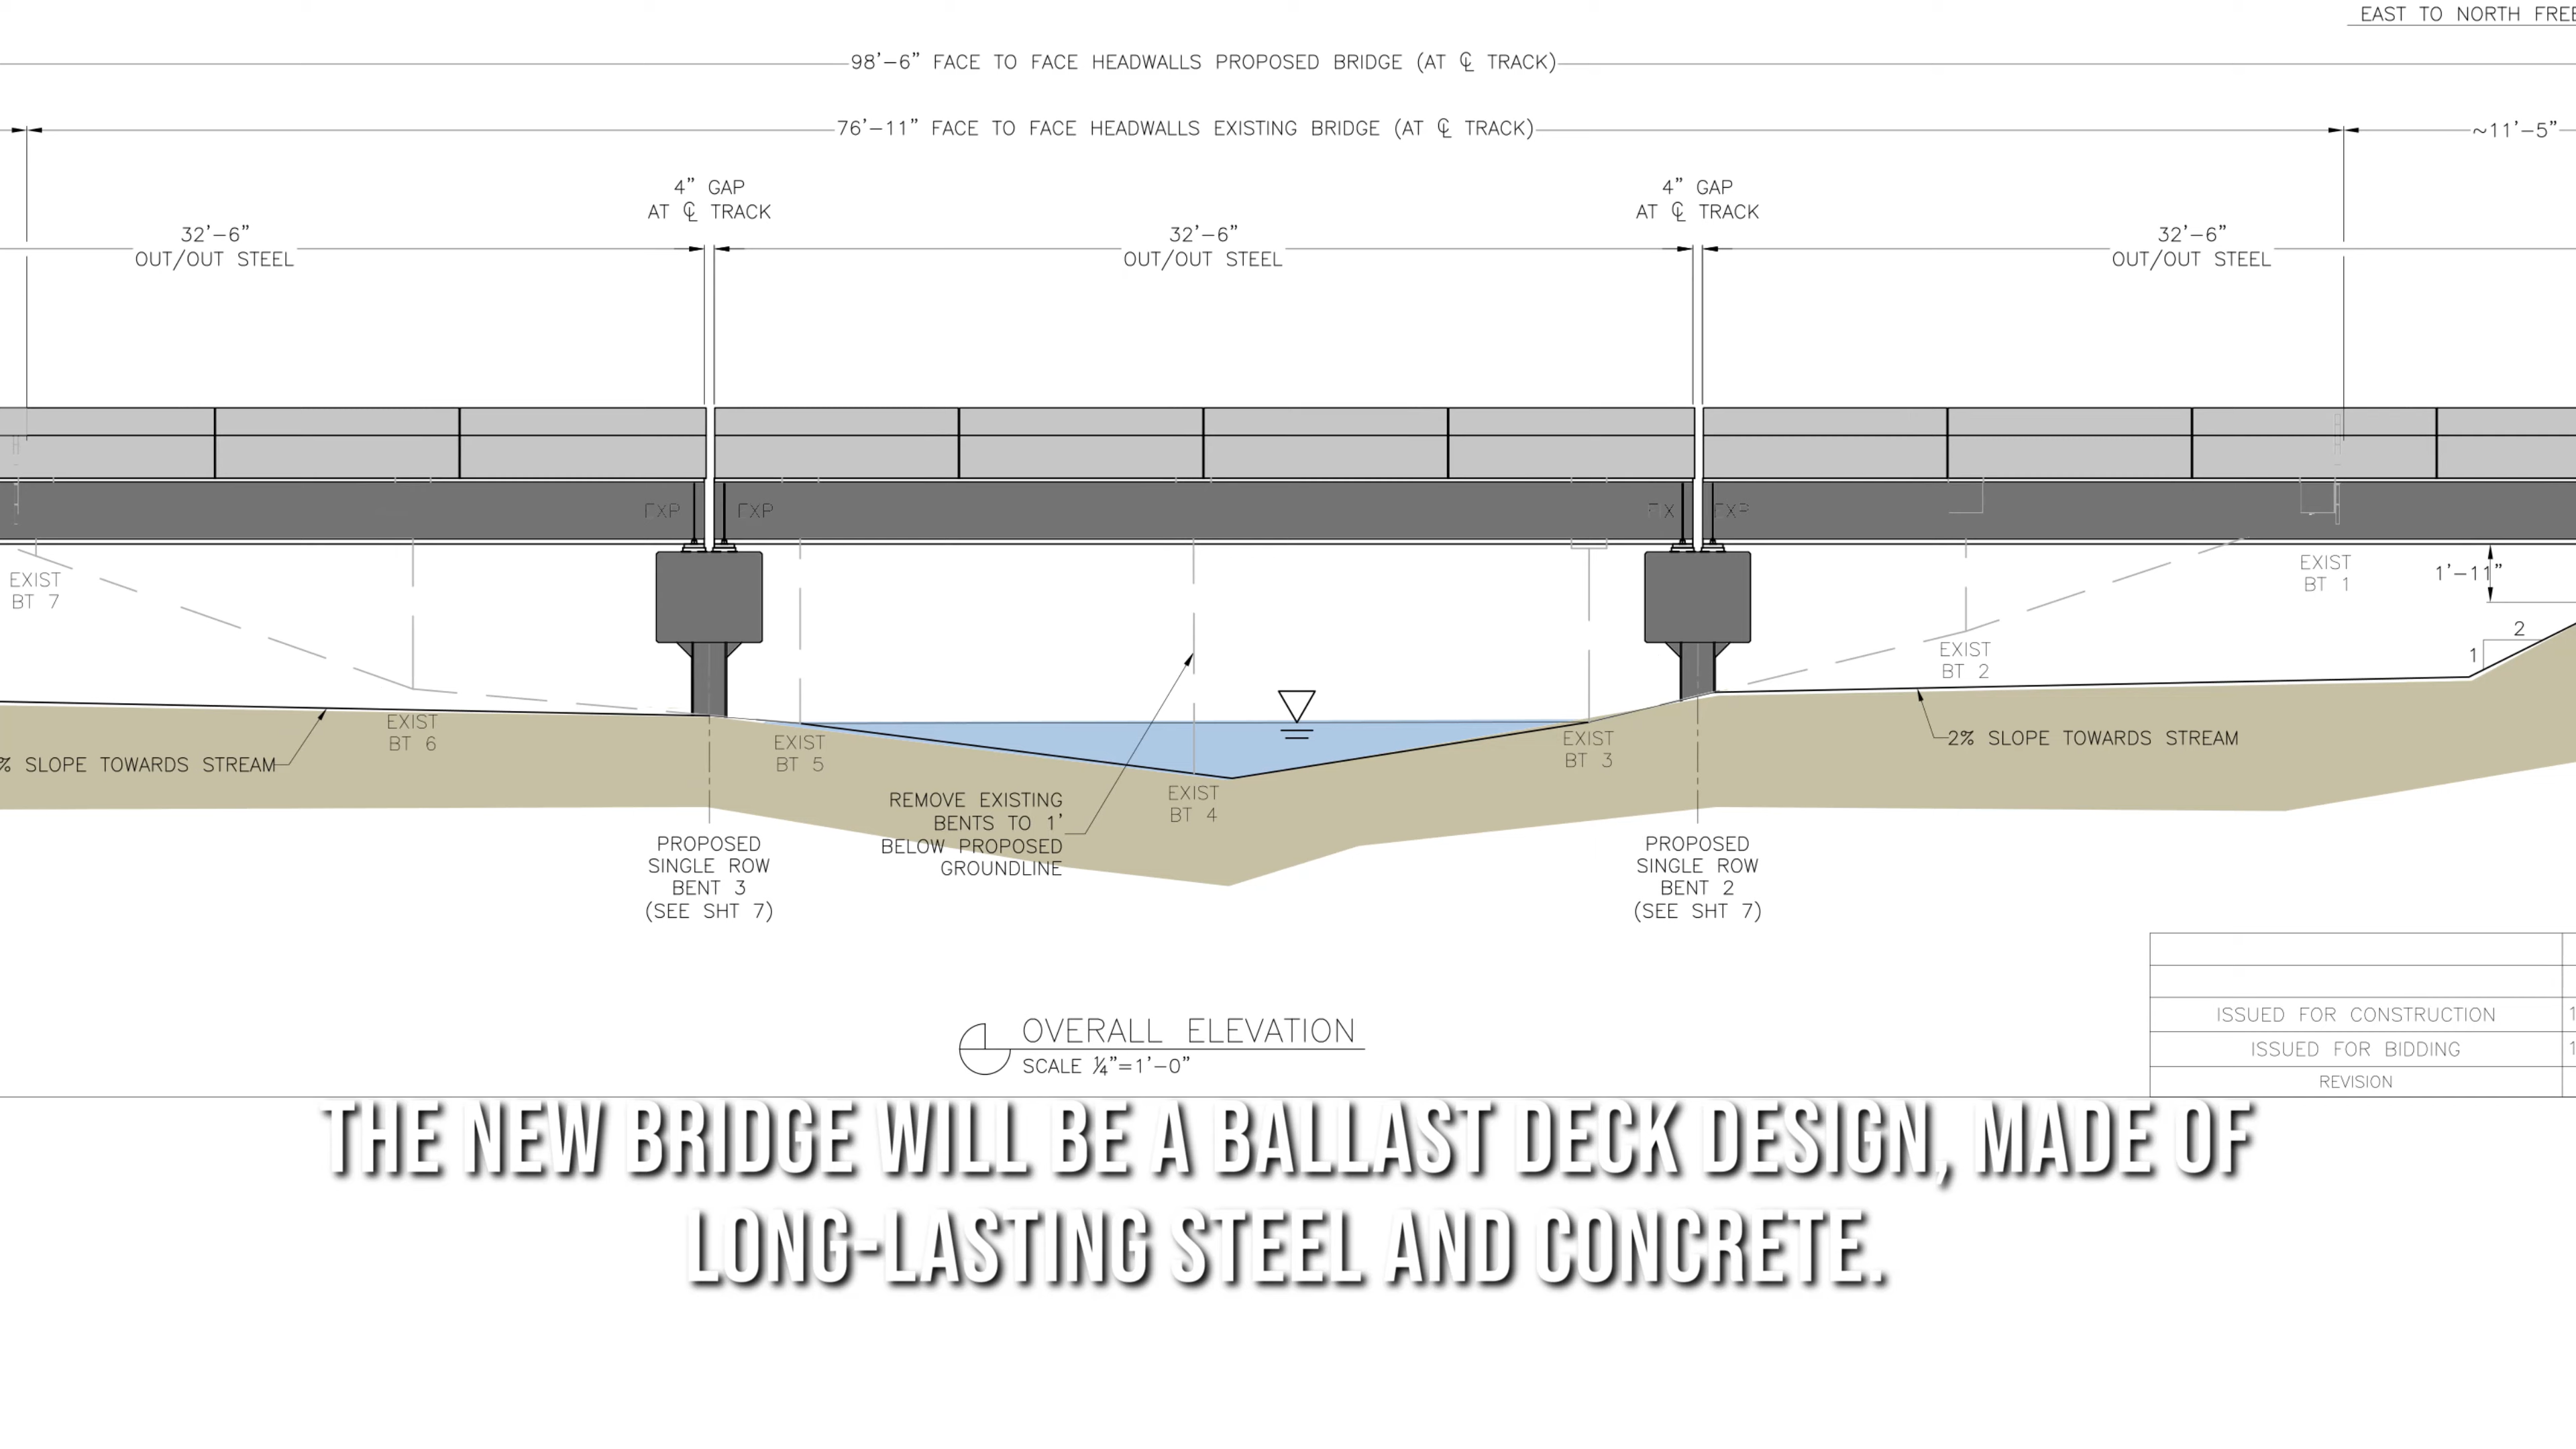 EAST TO NORTH
98'-6" FACE TO FACE HEADWALLS PROPOSED BRIDGE (AT ℄ TRACK)
76'-11" FACE TO FACE HEADWALLS EXISTING BRIDGE (AT ℄ TRACK)
~11'-5"
4" GAP
AT ℄ TRACK
4" GAP
AT ℄ TRACK
32'-6"
OUT/OUT STEEL
32'-6"
OUT/OUT STEEL
32'-6"
OUT/OUT STEEL
EXP
EXP
FIX
EXP
EXIST
BT 7
EXIST
BT 1
1'-11"
2
1
EXIST
BT 2
EXIST
BT 6
EXIST
BT 5
EXIST
BT 3
% SLOPE TOWARDS STREAM
2% SLOPE TOWARDS STREAM
EXIST
BT 4
REMOVE EXISTING
BENTS TO 1'
BELOW PROPOSED
GROUNDLINE
PROPOSED
SINGLE ROW
BENT 3
(SEE SHT 7)
PROPOSED
SINGLE ROW
BENT 2
(SEE SHT 7)
OVERALL ELEVATION
SCALE ¼"=1'-0"
ISSUED FOR CONSTRUCTION
ISSUED FOR BIDDING
REVISION
THE NEW BRIDGE WILL BE A BALLAST DECK DESIGN, MADE OF
LONG-LASTING STEEL AND CONCRETE.